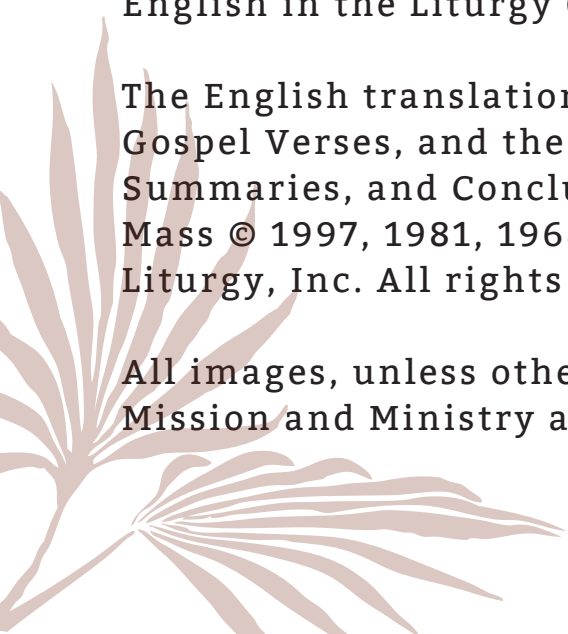 English in the Liturgy
The English translation
Gospel Verses, and the
Summaries, and Conclu
Mass © 1997, 1981, 196
Liturgy, Inc. All rights
All images, unless othe
Mission and Ministry a